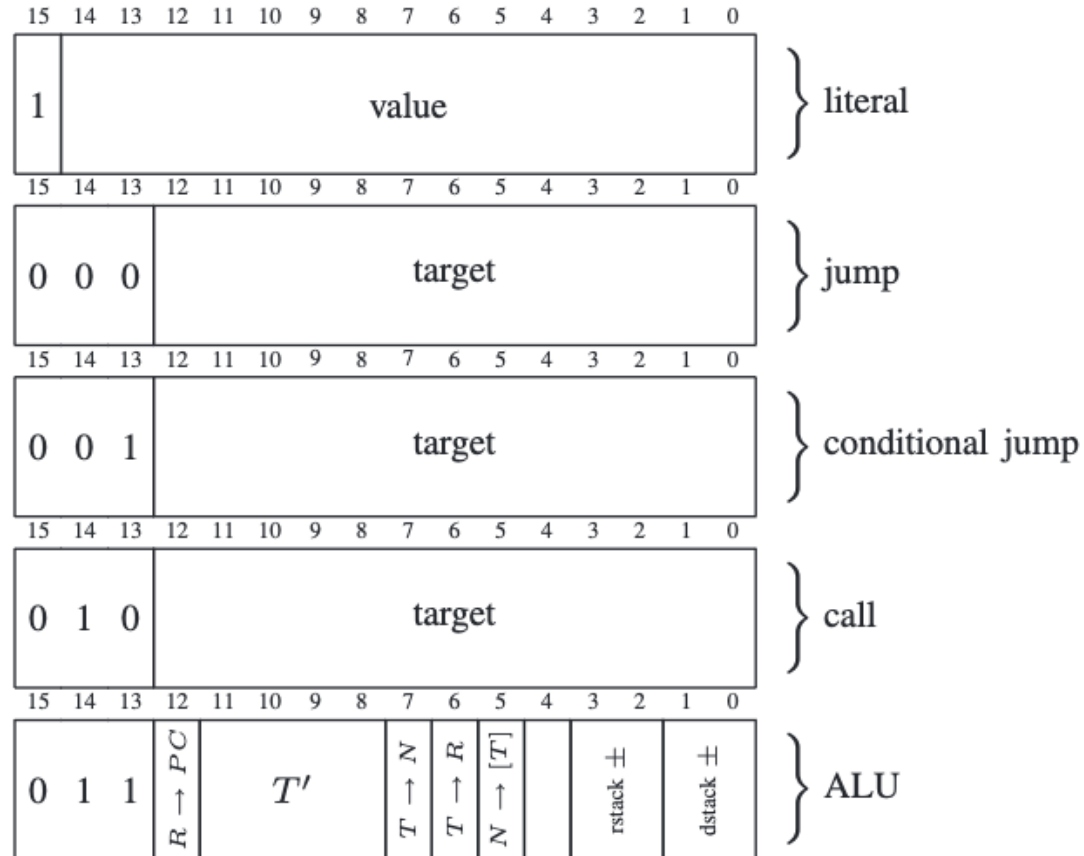 15 14 13 12 11 10 9 8 7 6 5 4 3 2 1 0
1 value literal
15 14 13 12 11 10 9 8 7 6 5 4 3 2 1 0
0 0 0 target jump
15 14 13 12 11 10 9 8 7 6 5 4 3 2 1 0
0 0 1 target conditional jump
15 14 13 12 11 10 9 8 7 6 5 4 3 2 1 0
0 1 0 target call
15 14 13 12 11 10 9 8 7 6 5 4 3 2 1 0
0 1 1 R → PC T′ T → N T → R N → [T] rstack ± dstack ± ALU